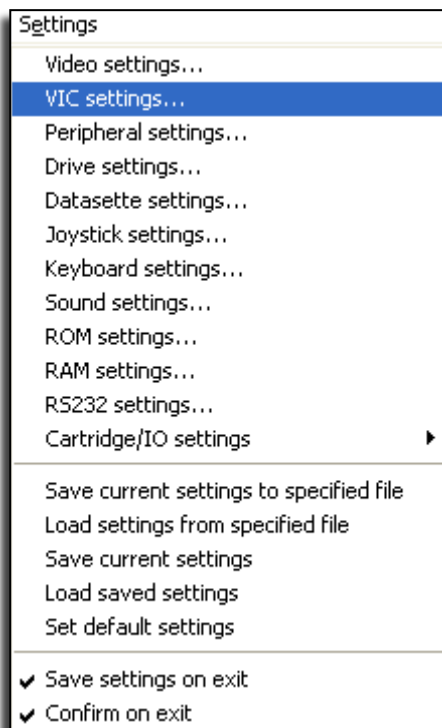 Settings
Video settings...
VIC settings...
Peripheral settings...
Drive settings...
Datasette settings...
Joystick settings...
Keyboard settings...
Sound settings...
ROM settings...
RAM settings...
RS232 settings...
Cartridge/IO settings
Save current settings to specified file
Load settings from specified file
Save current settings
Load saved settings
Set default settings
Save settings on exit
Confirm on exit